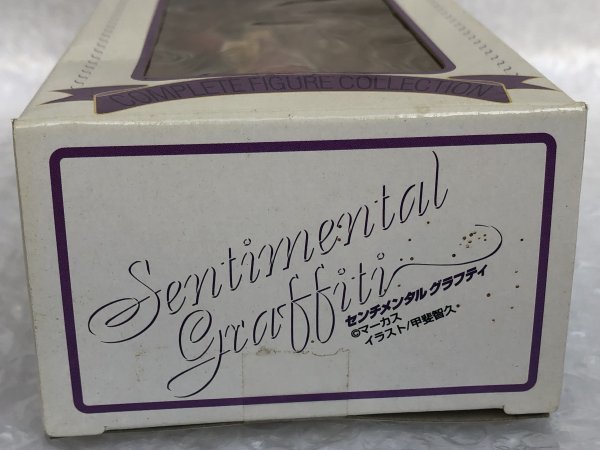 COMPLETE FIGURE COLLECTION
Sentimental
Graffiti
センチメンタル グラフティ
©マーカス
イラスト/甲斐智久